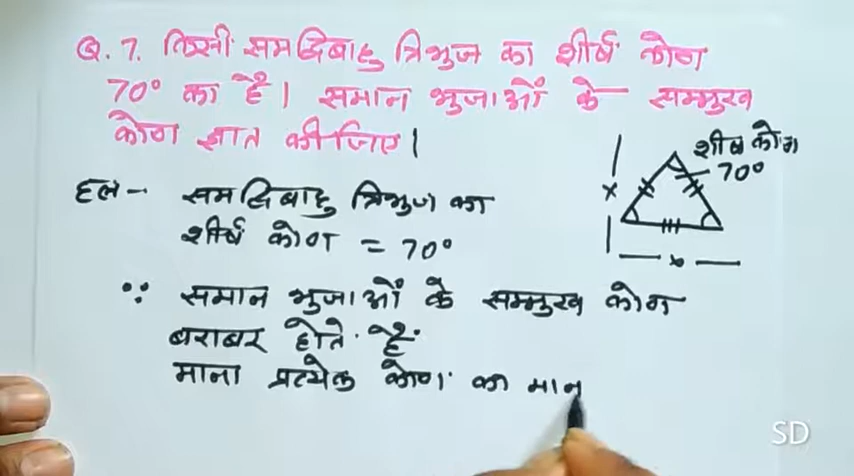 Q.7. किसी समद्विबाहु त्रिभुज का शीर्ष कोण
70° का है। समान भुजाओं के सम्मुख
कोण ज्ञात कीजिए।
शीर्ष कोण
70°
x
x
हल- समद्विबाहु त्रिभुज का
शीर्ष कोण = 70°
∵ समान भुजाओं के सम्मुख कोण
बराबर होते हैं
माना प्रत्येक कोण का मान
SD